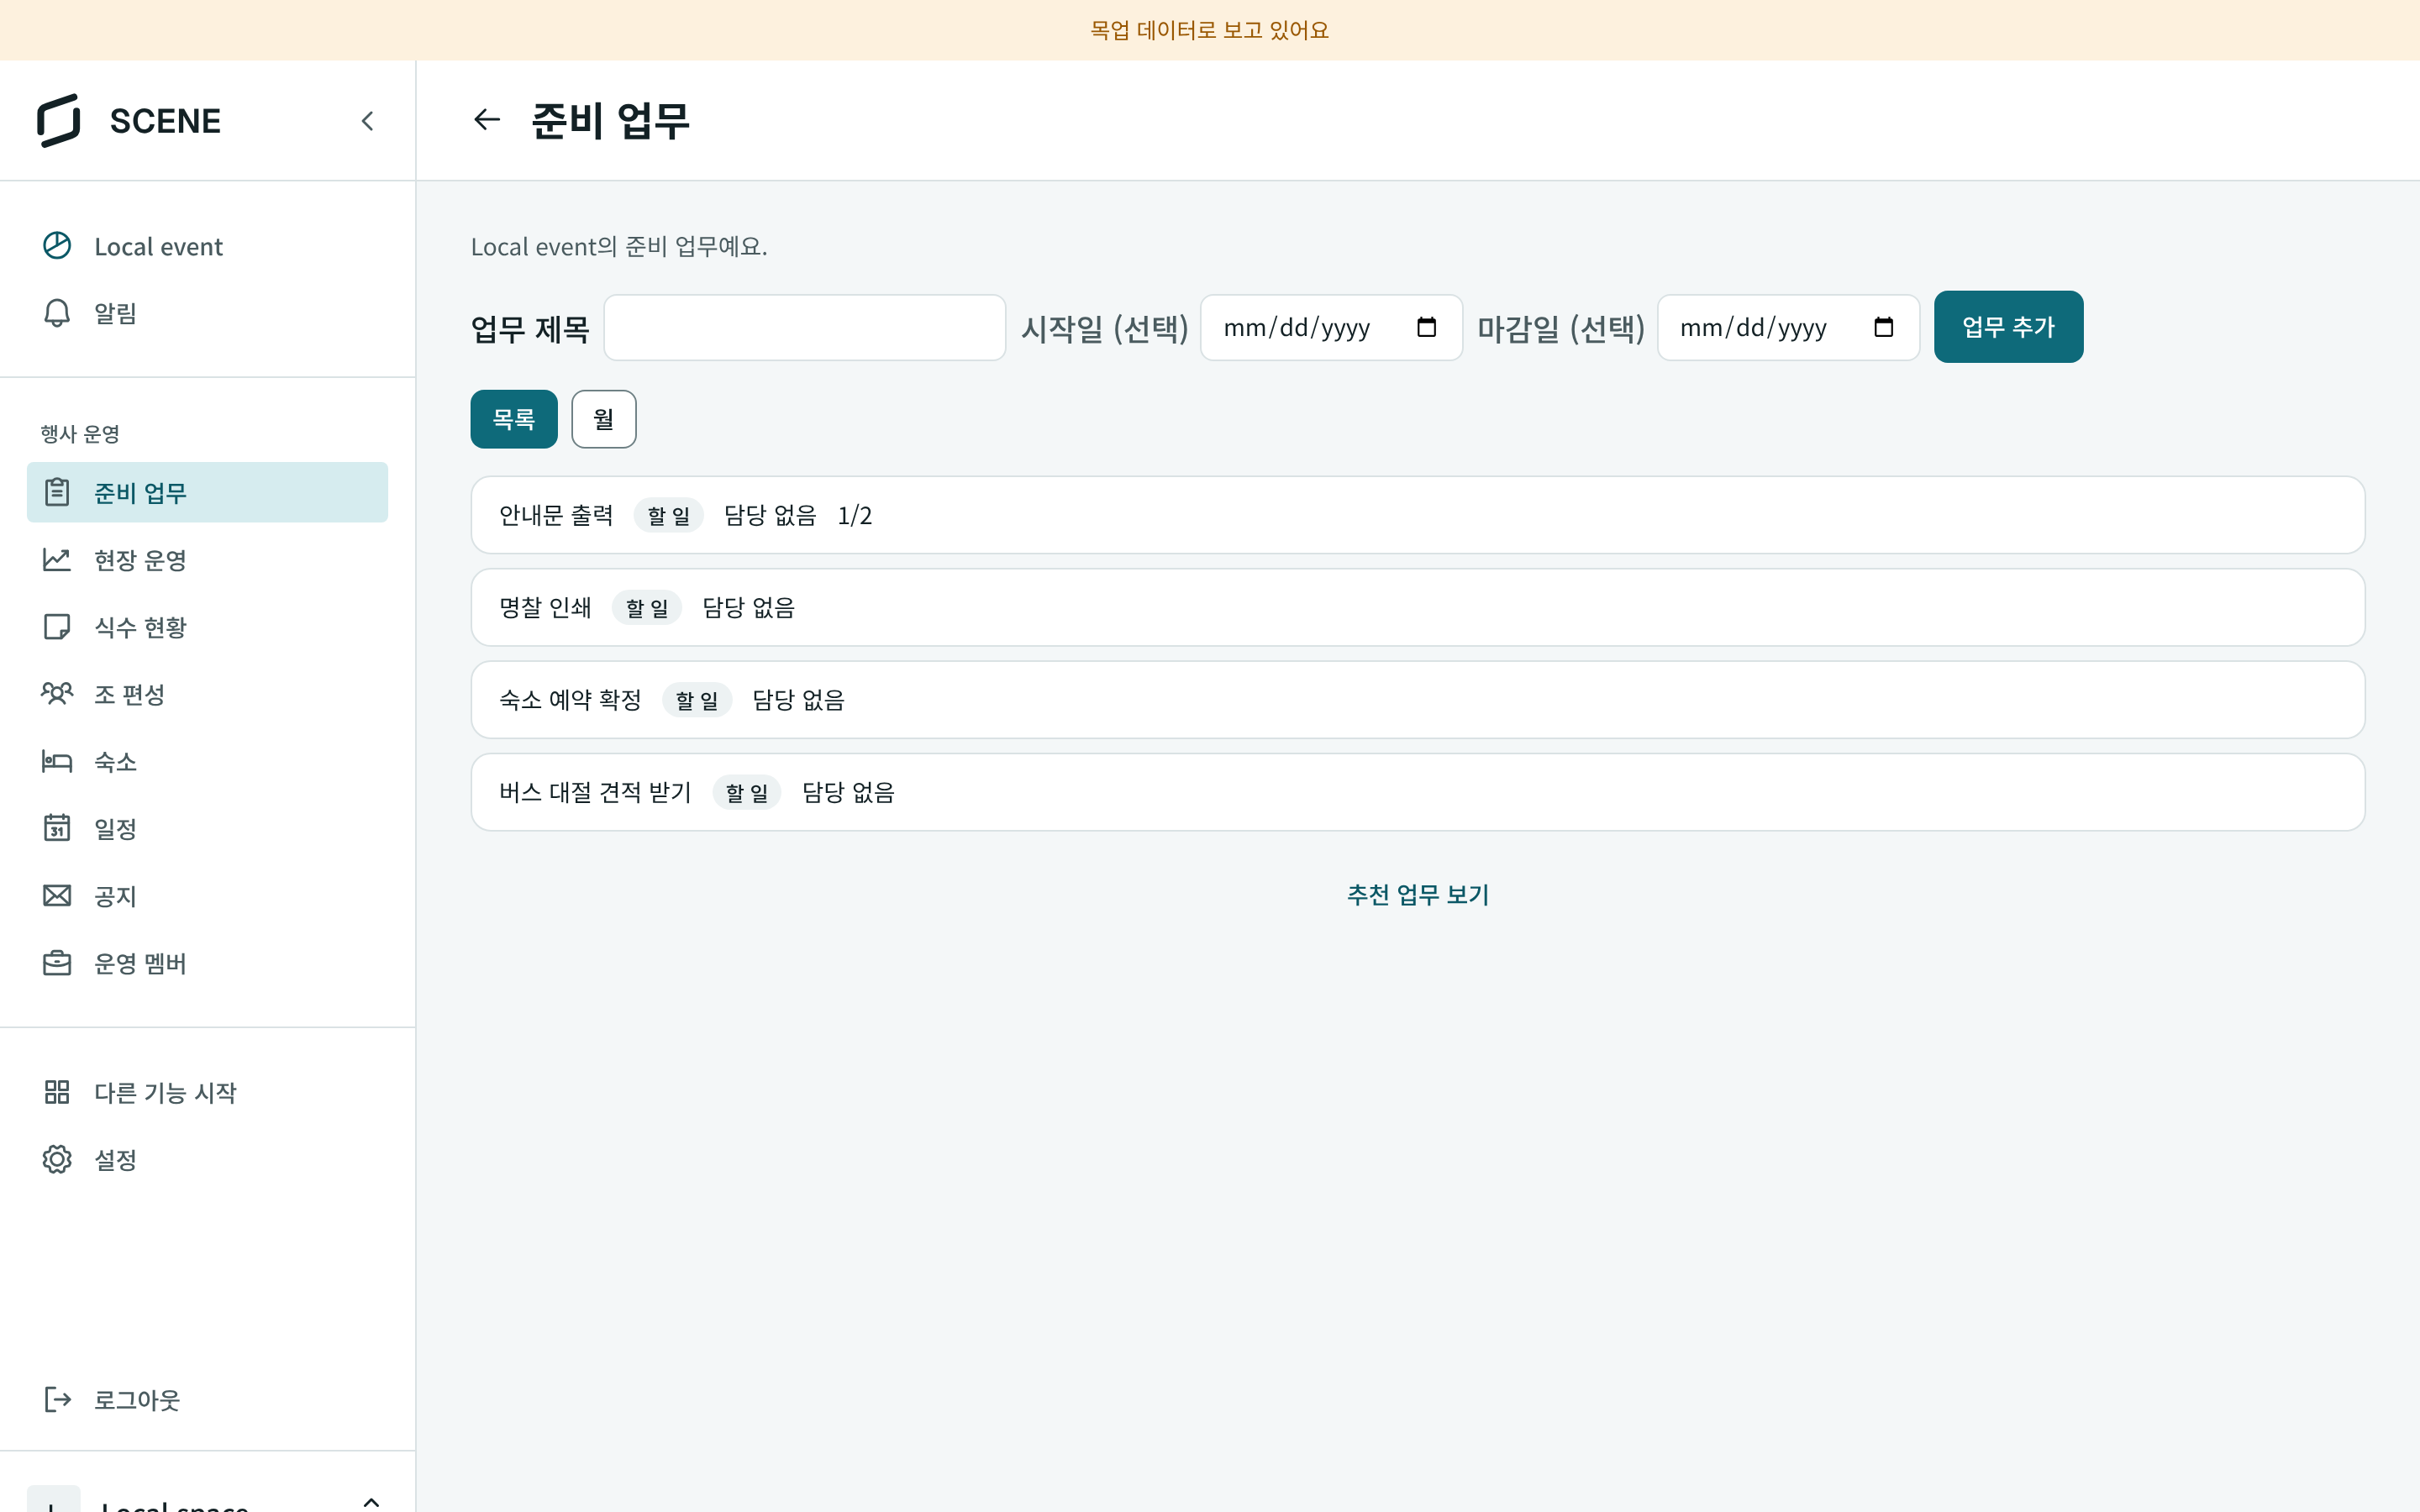 목업 데이터로 보고 있어요
SCENE
준비 업무
Local event
알림
행사 운영
준비 업무
현장 운영
식수 현황
조 편성
숙소
31
일정
공지
운영 멤버
다른 기능 시작
설정
로그아웃
L Local space
Local event의 준비 업무예요.
업무 제목 시작일 (선택) mm/dd/yyyy 마감일 (선택) mm/dd/yyyy 업무 추가
목록 월
안내문 출력 할 일 담당 없음 1/2
명찰 인쇄 할 일 담당 없음
숙소 예약 확정 할 일 담당 없음
버스 대절 견적 받기 할 일 담당 없음
추천 업무 보기